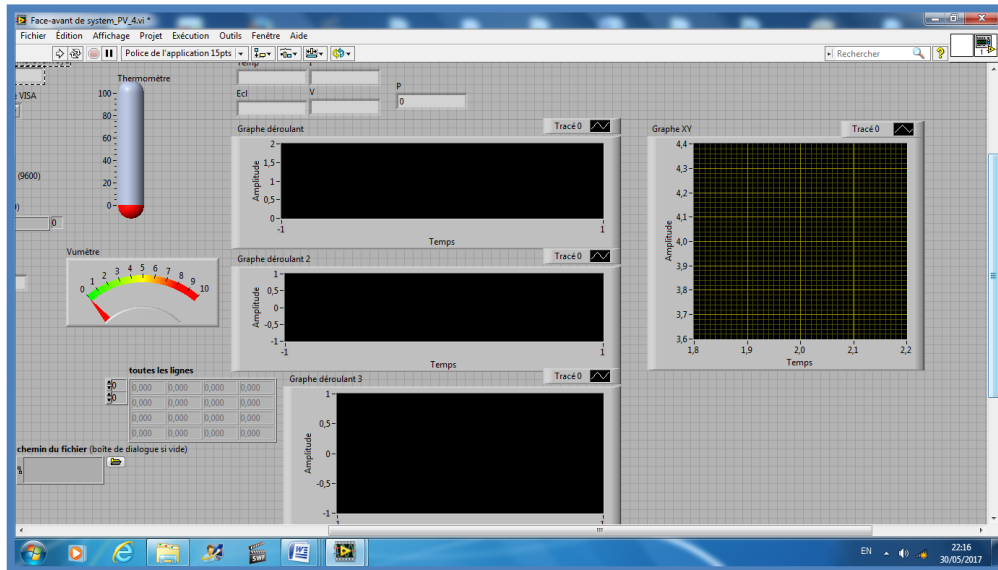 Face-avant de system_PV_4.vi *
Fichier Édition Affichage Projet Exécution Outils Fenêtre Aide
Police de l'application 15pts
Rechercher
1
Thermomètre
VISA
100
80
60
40
20
0
(9600)
0
Temp
Ecl
V
P
0
Graphe déroulant
Tracé 0
Amplitude
2
1,5
1
0,5
0
-1
1
Temps
Graphe déroulant 2
Tracé 0
Amplitude
1
0,5
0
-0,5
-1
-1
1
Temps
Graphe déroulant 3
Tracé 0
Amplitude
1
0,5
0
-0,5
-1
Graphe XY
Tracé 0
Amplitude
4,4
4,3
4,2
4,1
4,0
3,9
3,8
3,7
3,6
1,8 1,9 2,0 2,1 2,2
Temps
Vumètre
0 1 2 3 4 5 6 7 8 9 10
toutes les lignes
0
0
0,000 0,000 0,000 0,000
0,000 0,000 0,000 0,000
0,000 0,000 0,000 0,000
0,000 0,000 0,000 0,000
chemin du fichier (boîte de dialogue si vide)
SWF
EN
22:16
30/05/2017